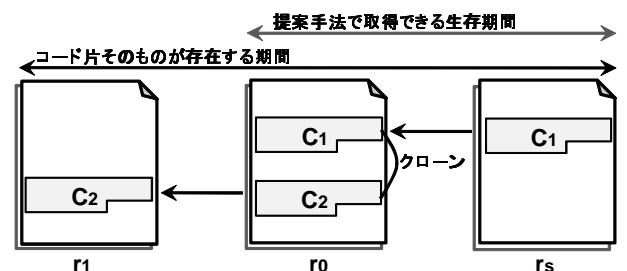 提案手法で取得できる生存期間
コード片そのものが存在する期間
C1
C1
クローン
C2
C2
r1
r0
rs